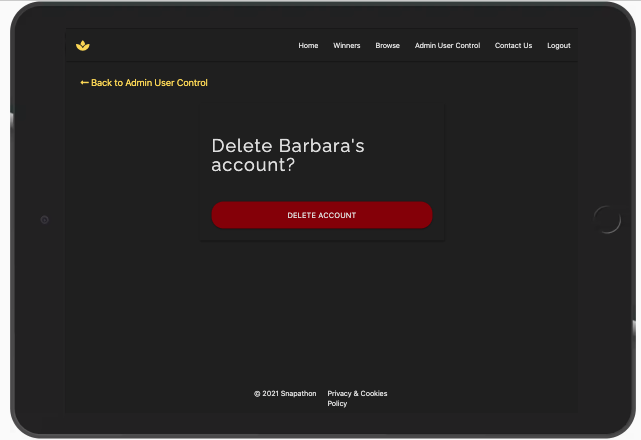 Home Winners Browse Admin User Control Contact Us Logout
← Back to Admin User Control
Delete Barbara's
account?
DELETE ACCOUNT
© 2021 Snapathon Privacy & Cookies
Policy